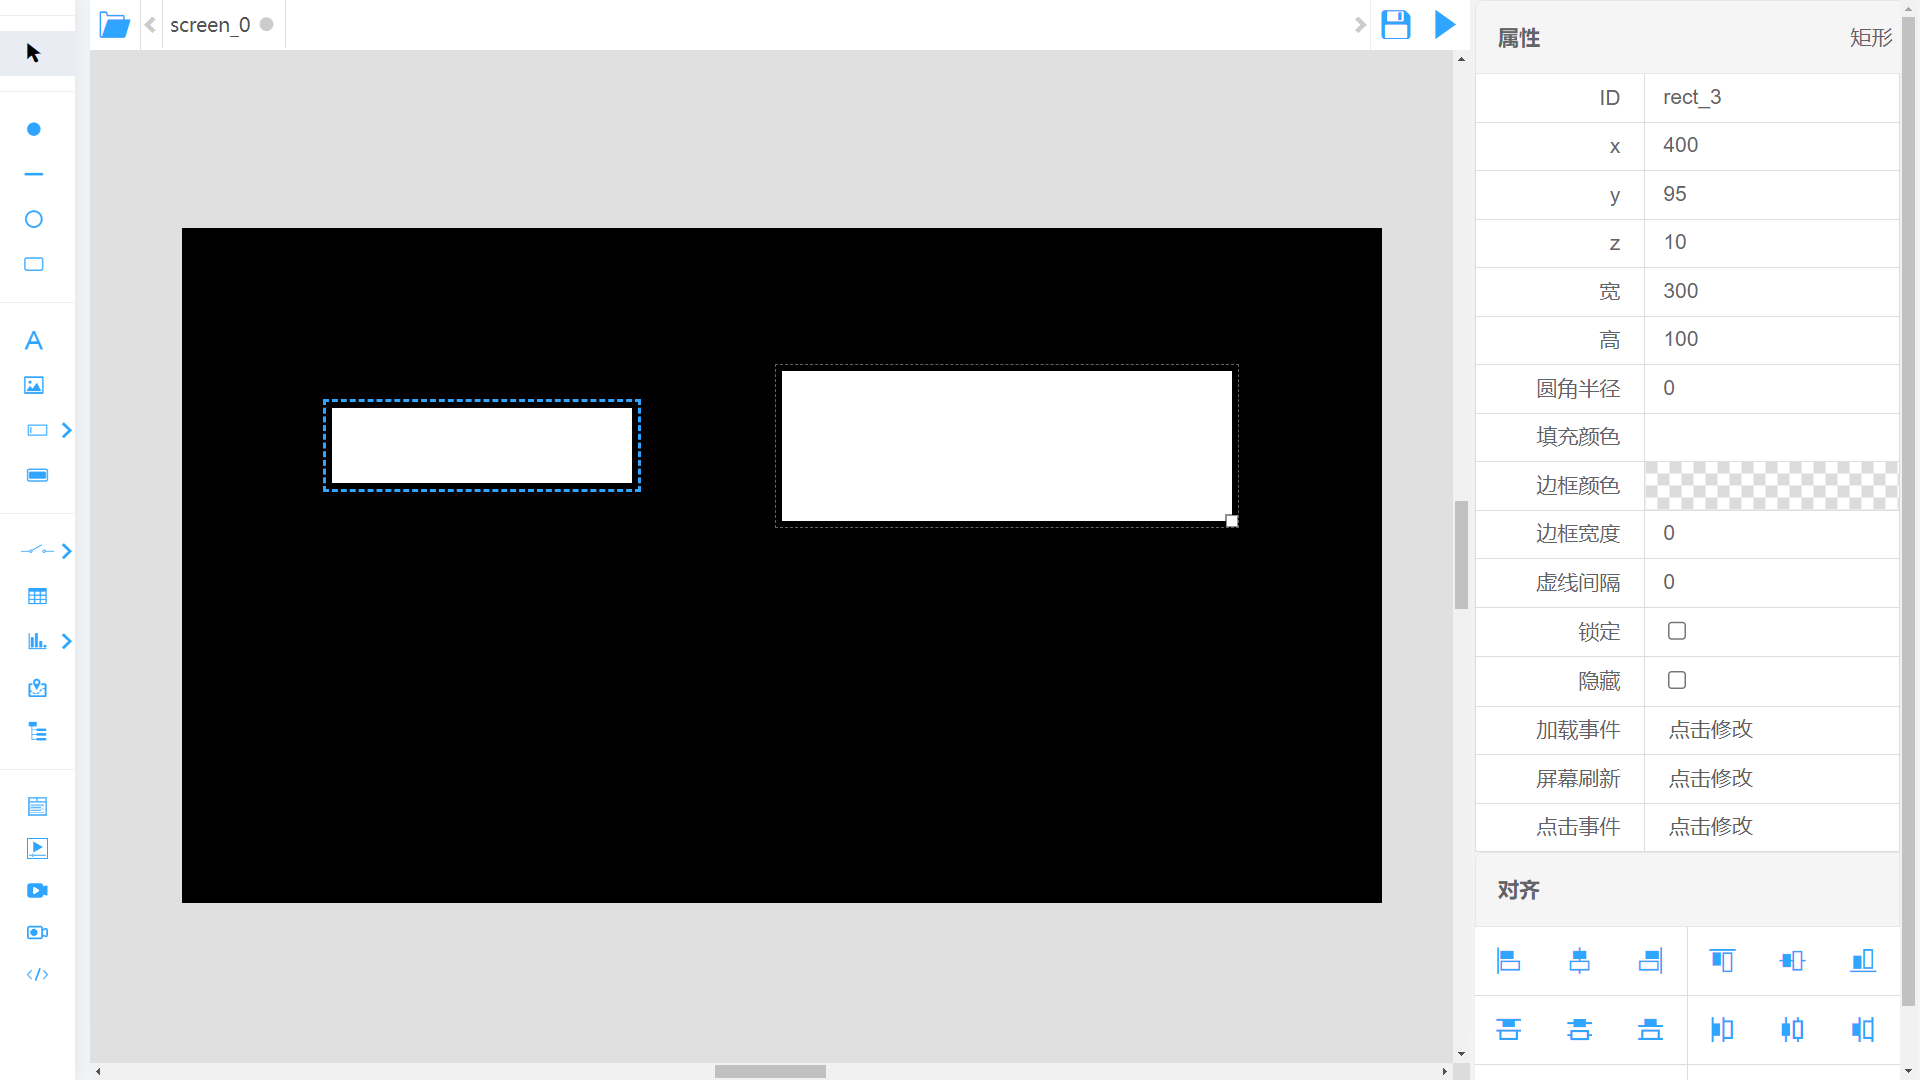 screen_0
属性 矩形
ID rect_3
x 400
y 95
z 10
宽 300
高 100
圆角半径 0
填充颜色
边框颜色
边框宽度 0
虚线间隔 0
锁定
隐藏
加载事件 点击修改
屏幕刷新 点击修改
点击事件 点击修改
对齐